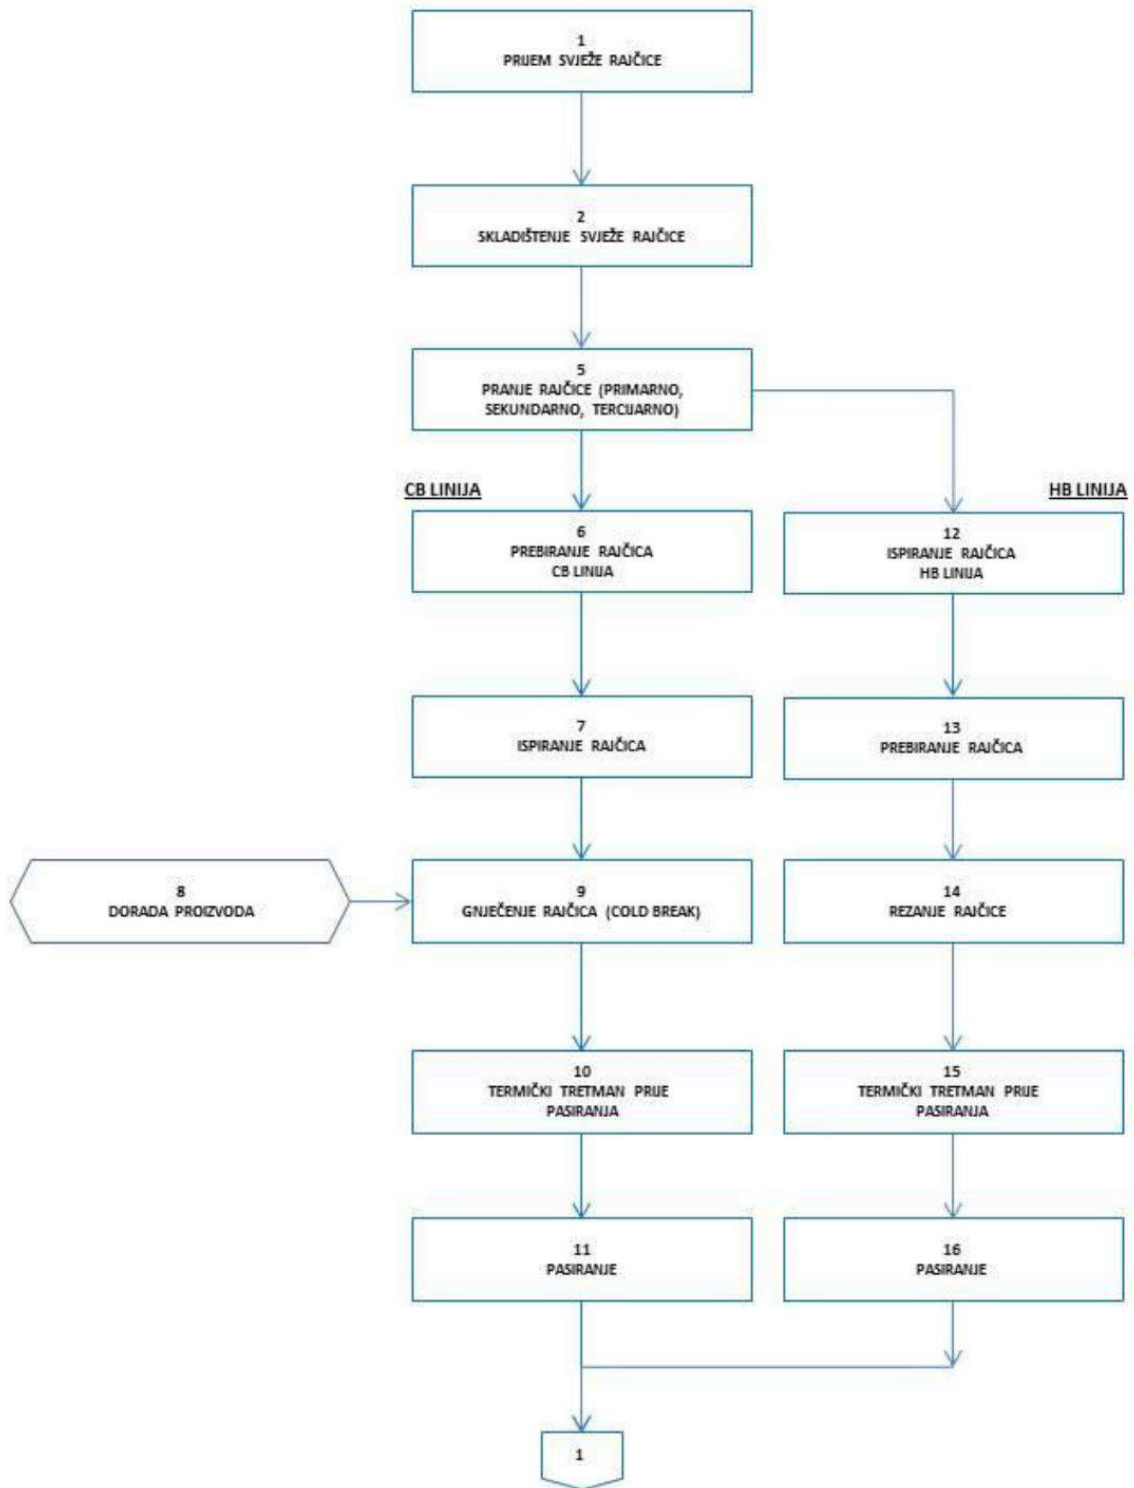 1
PRIJEM SVJEŽE RAJČICE
2
SKLADIŠTENJE SVJEŽE RAJČICE
5
PRANJE RAJČICE (PRIMARNO,
SEKUNDARNO, TERCIJARNO)
CB LINIJA
HB LINIJA
6
PREBIRANJE RAJČICA
CB LINIJA
12
ISPIRANJE RAJČICA
HB LINIJA
7
ISPIRANJE RAJČICA
13
PREBIRANJE RAJČICA
8
DORADA PROIZVODA
9
GNJEČENJE RAJČICA (COLD BREAK)
14
REZANJE RAJČICE
10
TERMIČKI TRETMAN PRIJE
PASIRANJA
15
TERMIČKI TRETMAN PRIJE
PASIRANJA
11
PASIRANJE
16
PASIRANJE
1